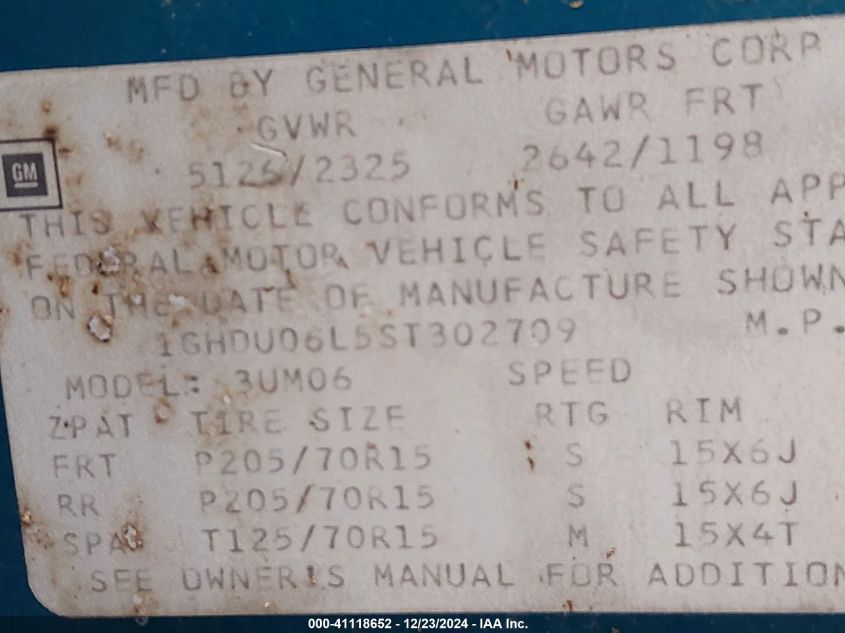 MFD BY GENERAL MOTORS CORP
GVWR GAWR FRT
5125/2325 2642/1198
GM
THIS VEHICLE CONFORMS TO ALL APP
FEDERAL MOTOR VEHICLE SAFETY STA
ON THE DATE OF MANUFACTURE SHOWN
1GHDU06L5ST302709 M.P.
MODEL: 3UM06 SPEED
ZPAT TIRE SIZE RTG RIM
FRT P205/70R15 S 15X6J
RR P205/70R15 S 15X6J
SPA T125/70R15 M 15X4T
SEE OWNER'S MANUAL FOR ADDITION
000-41118652 - 12/23/2024 - IAA Inc.